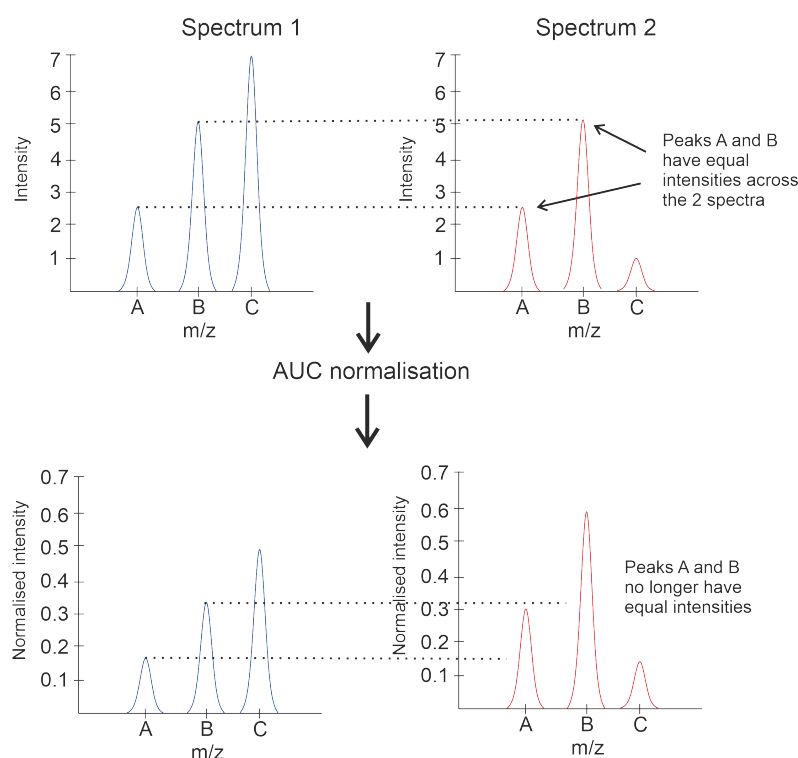 Spectrum 1
7
6
5
4
3
2
1
Intensity
A B C
m/z
Spectrum 2
7
6
5
4
3
2
1
Intensity
A B C
m/z
Peaks A and B
have equal
intensities across
the 2 spectra
AUC normalisation
0.7
0.6
0.5
0.4
0.3
0.2
0.1
Normalised intensity
A B C
m/z
0.7
0.6
0.5
0.4
0.3
0.2
0.1
Normalised intensity
A B C
m/z
Peaks A and B
no longer have
equal intensities